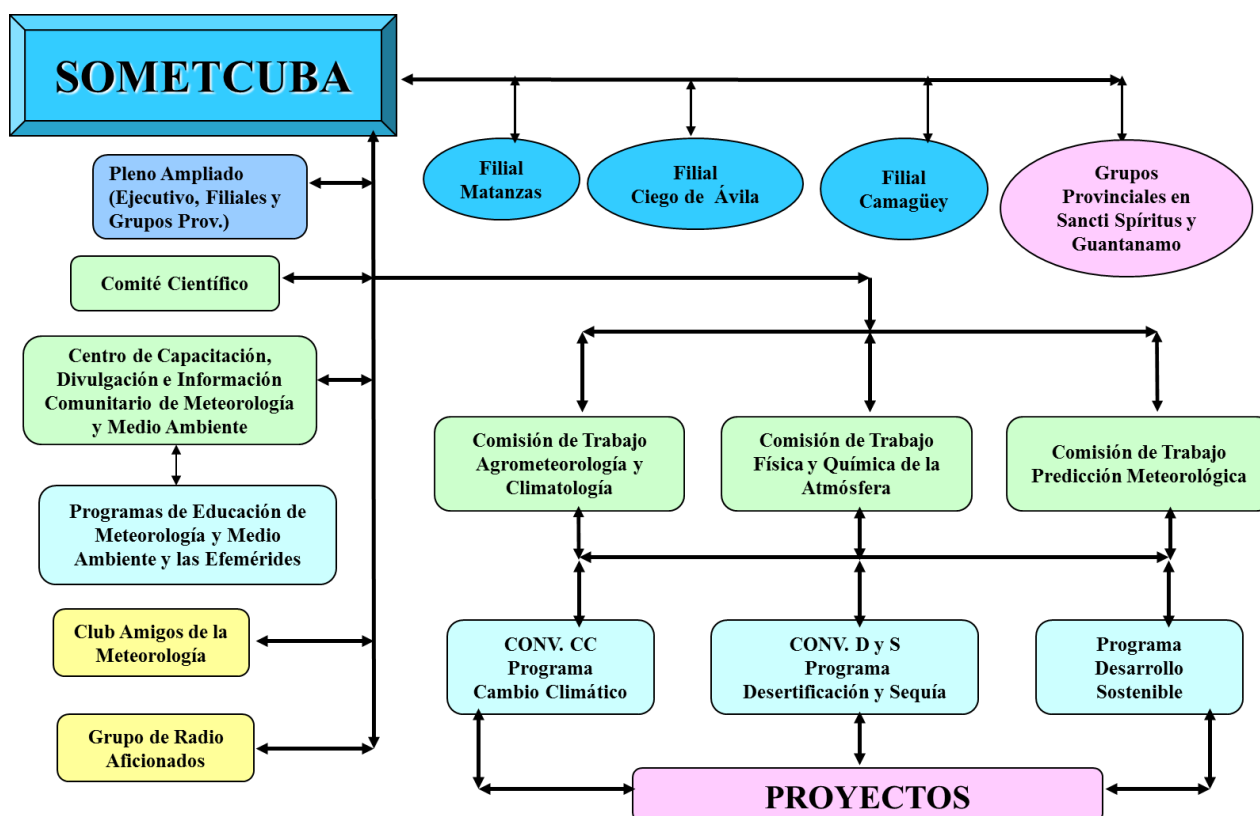 SOMETCUBA
Filial
Matanzas
Filial
Ciego de Ávila
Filial
Camagüey
Grupos
Provinciales en
Sancti Spíritus y
Guantanamo
Pleno Ampliado
(Ejecutivo, Filiales y
Grupos Prov.)
Comité Científico
Centro de Capacitación,
Divulgación e Información
Comunitario de Meteorología
y Medio Ambiente
Programas de Educación de
Meteorología y Medio
Ambiente y las Efemérides
Club Amigos de la
Meteorología
Grupo de Radio
Aficionados
Comisión de Trabajo
Agrometeorología y
Climatología
Comisión de Trabajo
Física y Química de la
Atmósfera
Comisión de Trabajo
Predicción Meteorológica
CONV. CC
Programa
Cambio Climático
CONV. D y S
Programa
Desertificación y Sequía
Programa
Desarrollo
Sostenible
PROYECTOS